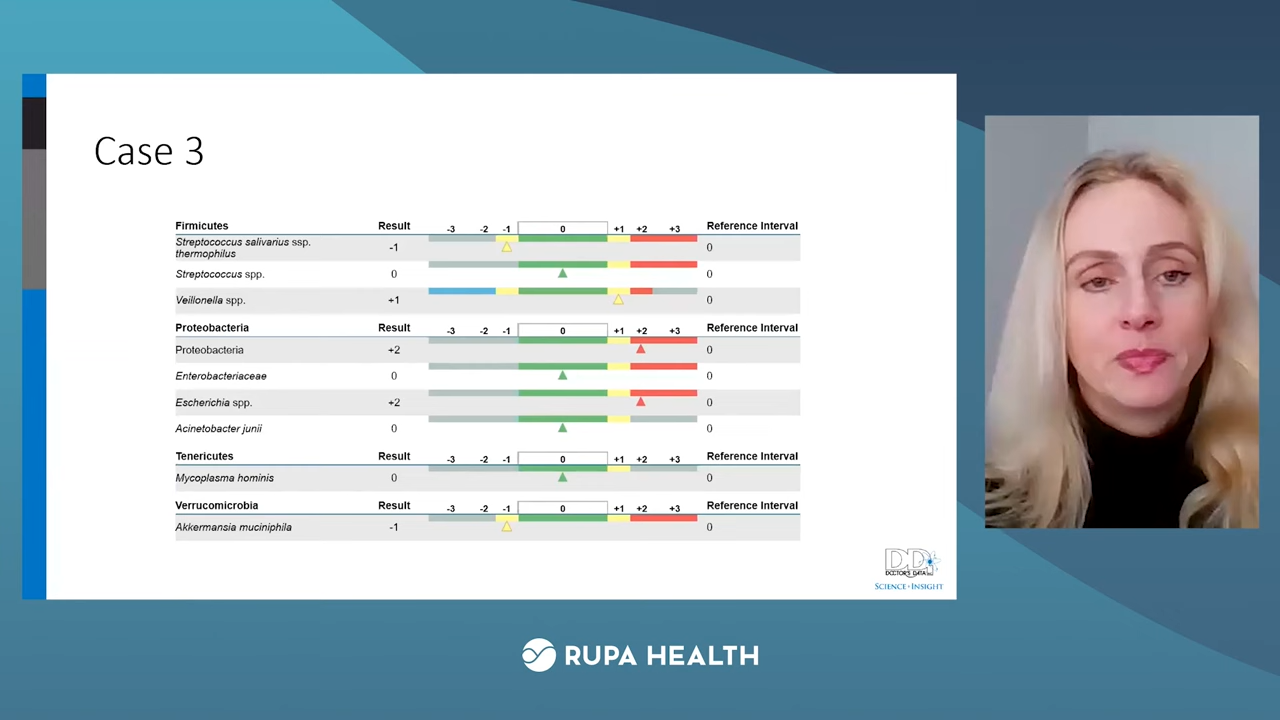 Case 3
Firmicutes Result -3 -2 -1 0 +1 +2 +3 Reference Interval
Streptococcus salivarius ssp.
thermophilus -1 0
Streptococcus spp. 0 0
Veillonella spp. +1 0
Proteobacteria Result -3 -2 -1 0 +1 +2 +3 Reference Interval
Proteobacteria +2 0
Enterobacteriaceae 0 0
Escherichia spp. +2 0
Acinetobacter junii 0 0
Tenericutes Result -3 -2 -1 0 +1 +2 +3 Reference Interval
Mycoplasma hominis 0 0
Verrucomicrobia Result -3 -2 -1 0 +1 +2 +3 Reference Interval
Akkermansia muciniphila -1 0
DDI
DOCTOR'S DATA INC.
SCIENCE + INSIGHT
RUPA HEALTH